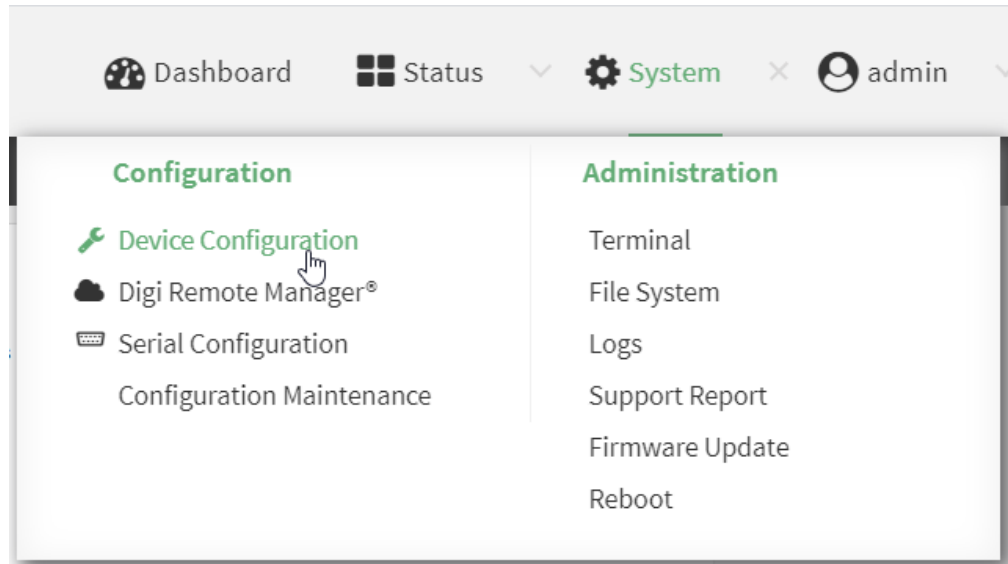 Dashboard Status System admin
Configuration
Device Configuration
Digi Remote Manager®
Serial Configuration
Configuration Maintenance
Administration
Terminal
File System
Logs
Support Report
Firmware Update
Reboot